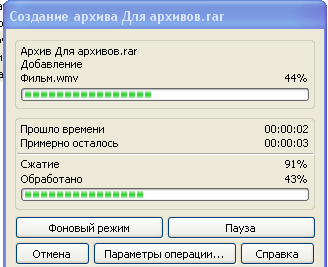 Создание архива Для архивов.rar
Архив Для архивов.rar
Добавление
Фильм.wmv 44%
Прошло времени 00:00:02
Примерно осталось 00:00:03
Сжатие 91%
Обработано 43%
Фоновый режим Пауза
Отмена Параметры операции... Справка